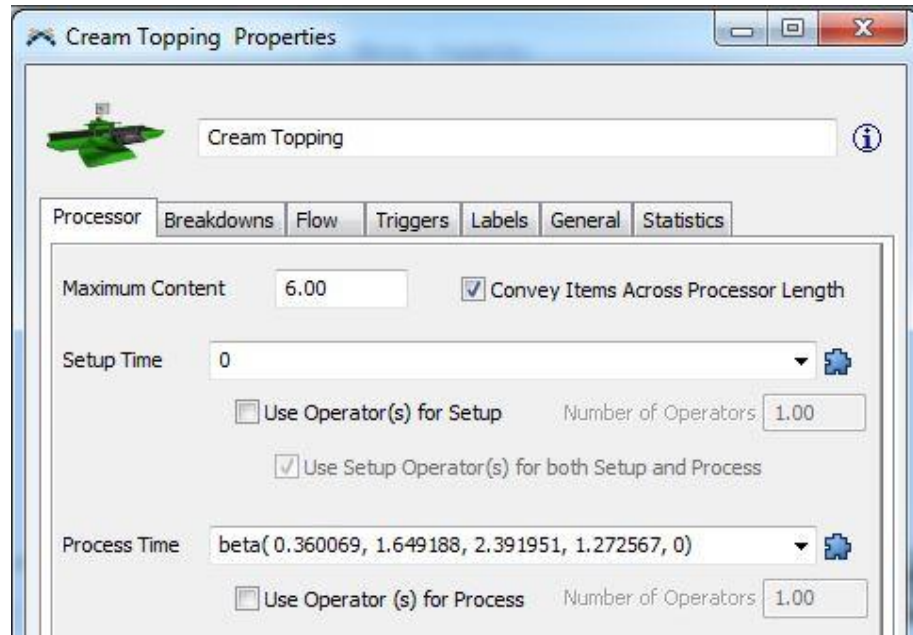 Cream Topping Properties
Cream Topping
Processor Breakdowns Flow Triggers Labels General Statistics
Maximum Content 6.00 Convey Items Across Processor Length
Setup Time 0
Use Operator(s) for Setup Number of Operators 1.00
Use Setup Operator(s) for both Setup and Process
Process Time beta( 0.360069, 1.649188, 2.391951, 1.272567, 0)
Use Operator (s) for Process Number of Operators 1.00